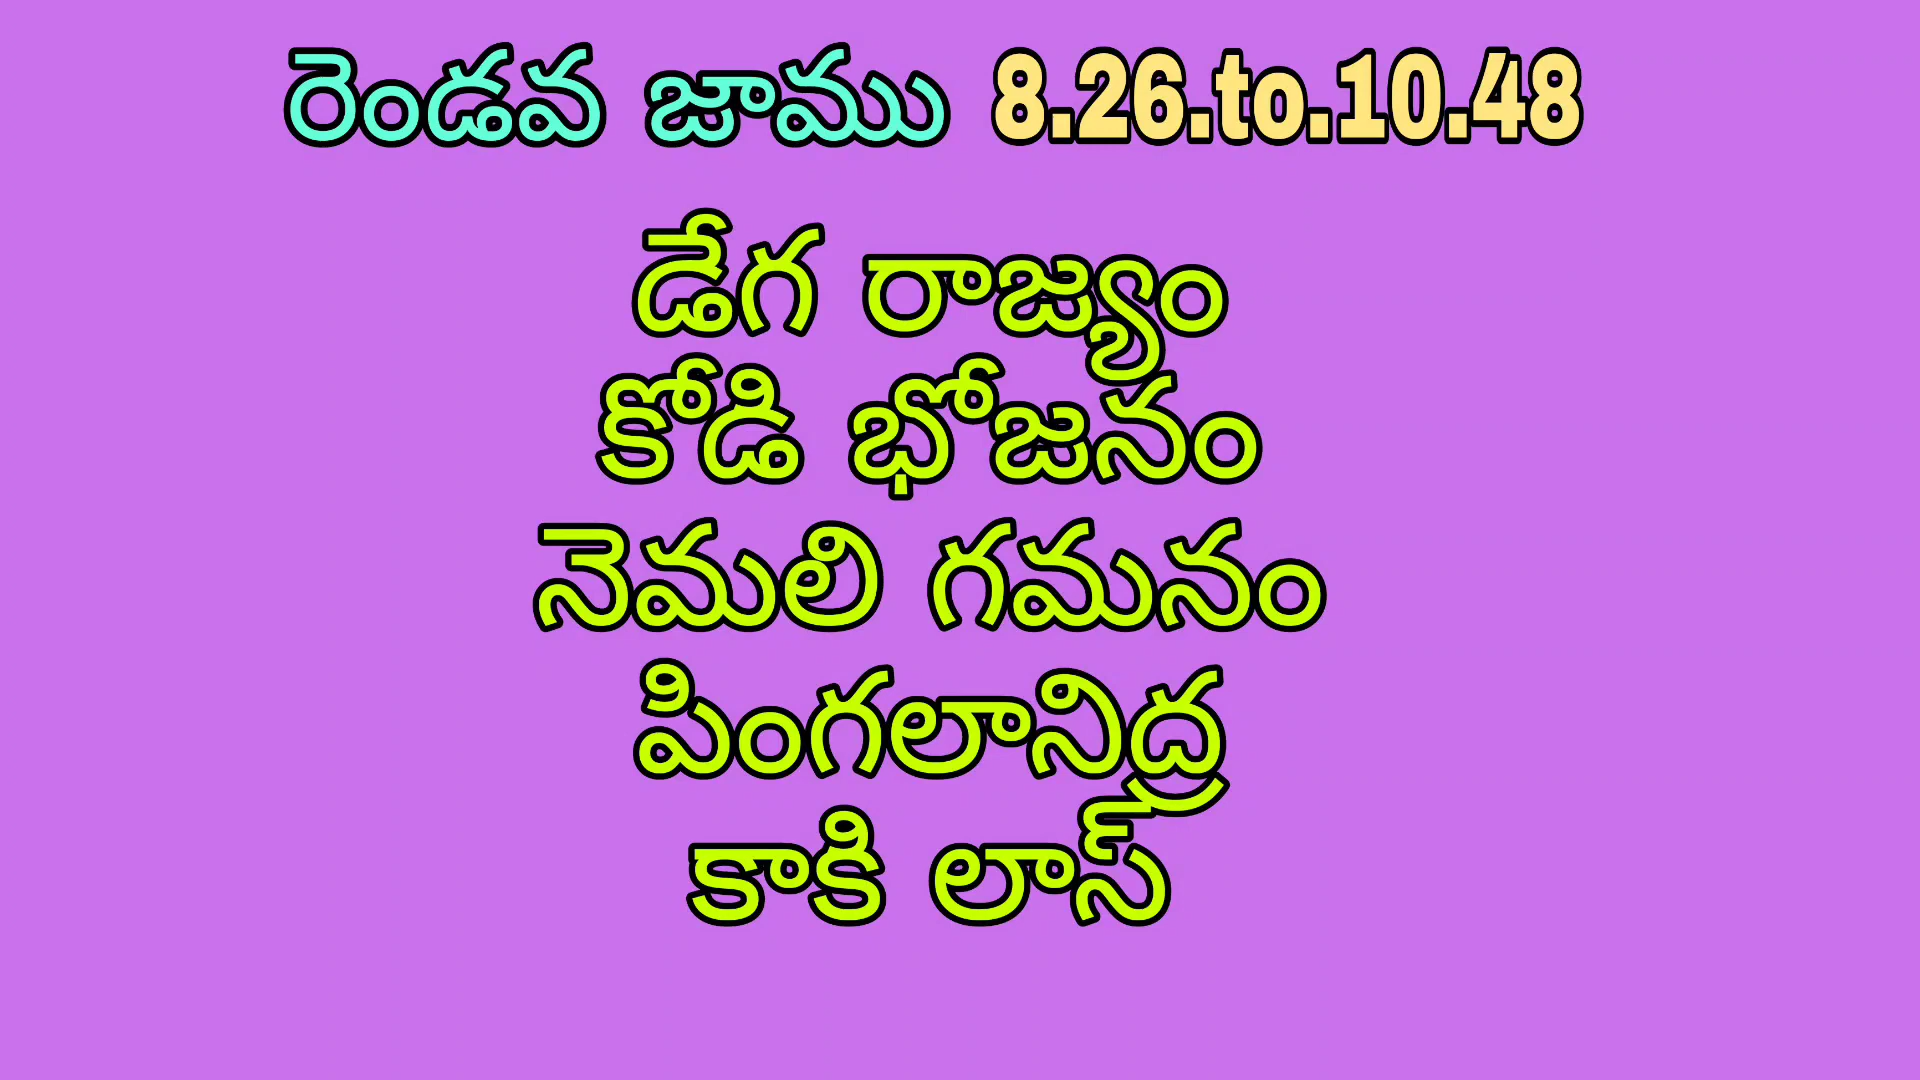 రెండవ జాము 8.26.to.10.48
డేగ రాజ్యం
కోడి భోజనం
నెమలి గమనం
పింగలానిద్ర
కాకి లాస్